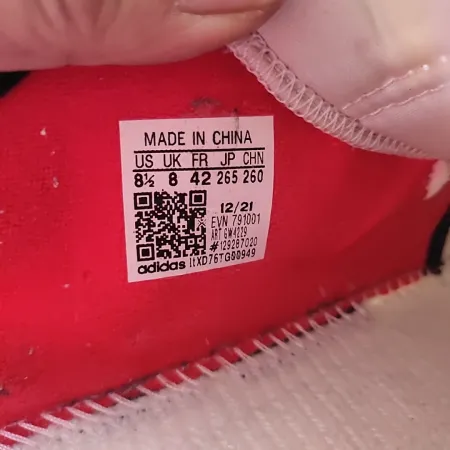 MADE IN CHINA
US UK FR JP CHN
8½ 8 42 265 260
12/21
EVN 791001
ART GW4229
#129287020
adidas ItXD76TG00949